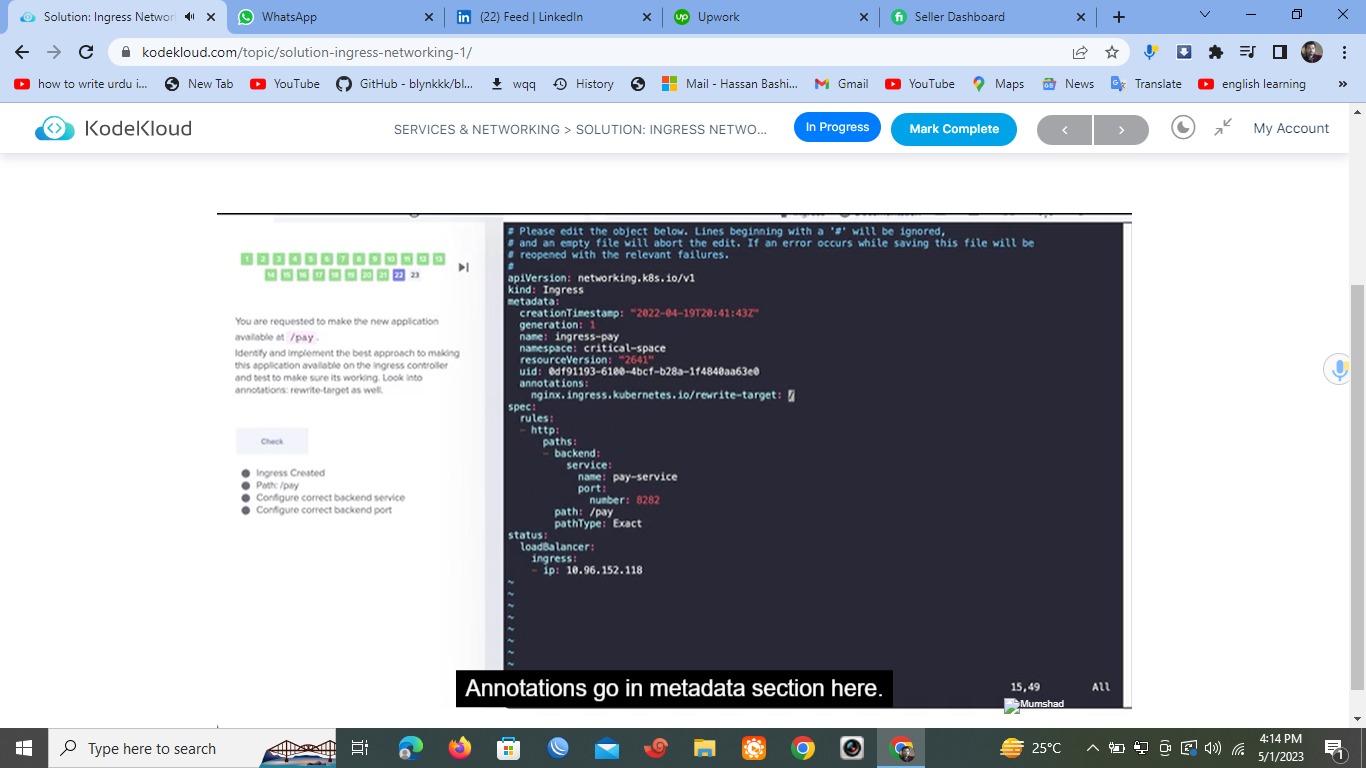 Solution: Ingress Networ
WhatsApp
(22) Feed | LinkedIn
Upwork
Seller Dashboard
kodekloud.com/topic/solution-ingress-networking-1/
how to write urdu i...
New Tab
YouTube
GitHub - blynkkk/bl...
wqq
History
Mail - Hassan Bashi...
Gmail
YouTube
Maps
News
Translate
english learning
KodeKloud
SERVICES & NETWORKING > SOLUTION: INGRESS NETWO...
In Progress
Mark Complete
My Account
1 2 3 4 5 6 7 8 9 10 11 12 13
14 15 16 17 18 19 20 21 22 23
You are requested to make the new application
available at /pay .
Identify and implement the best approach to making
this application available on the ingress controller
and test to make sure its working. Look into
annotations: rewrite-target as well.
Check
Ingress Created
Path: /pay
Configure correct backend service
Configure correct backend port
# Please edit the object below. Lines beginning with a '#' will be ignored,
# and an empty file will abort the edit. If an error occurs while saving this file will be
# reopened with the relevant failures.
#
apiVersion: networking.k8s.io/v1
kind: Ingress
metadata:
  creationTimestamp: "2022-04-19T20:41:43Z"
  generation: 1
  name: ingress-pay
  namespace: critical-space
  resourceVersion: "2641"
  uid: 0df91193-6100-4bcf-b28a-1f4840aa63e0
  annotations:
    nginx.ingress.kubernetes.io/rewrite-target: /
spec:
  rules:
  - http:
      paths:
      - backend:
          service:
            name: pay-service
            port:
              number: 8282
        path: /pay
        pathType: Exact
status:
  loadBalancer:
    ingress:
    - ip: 10.96.152.118
~
~
~
~
~
~
~
~
15,49
All
Annotations go in metadata section here.
Mumshad
Type here to search
25°C
4:14 PM
5/1/2023
1